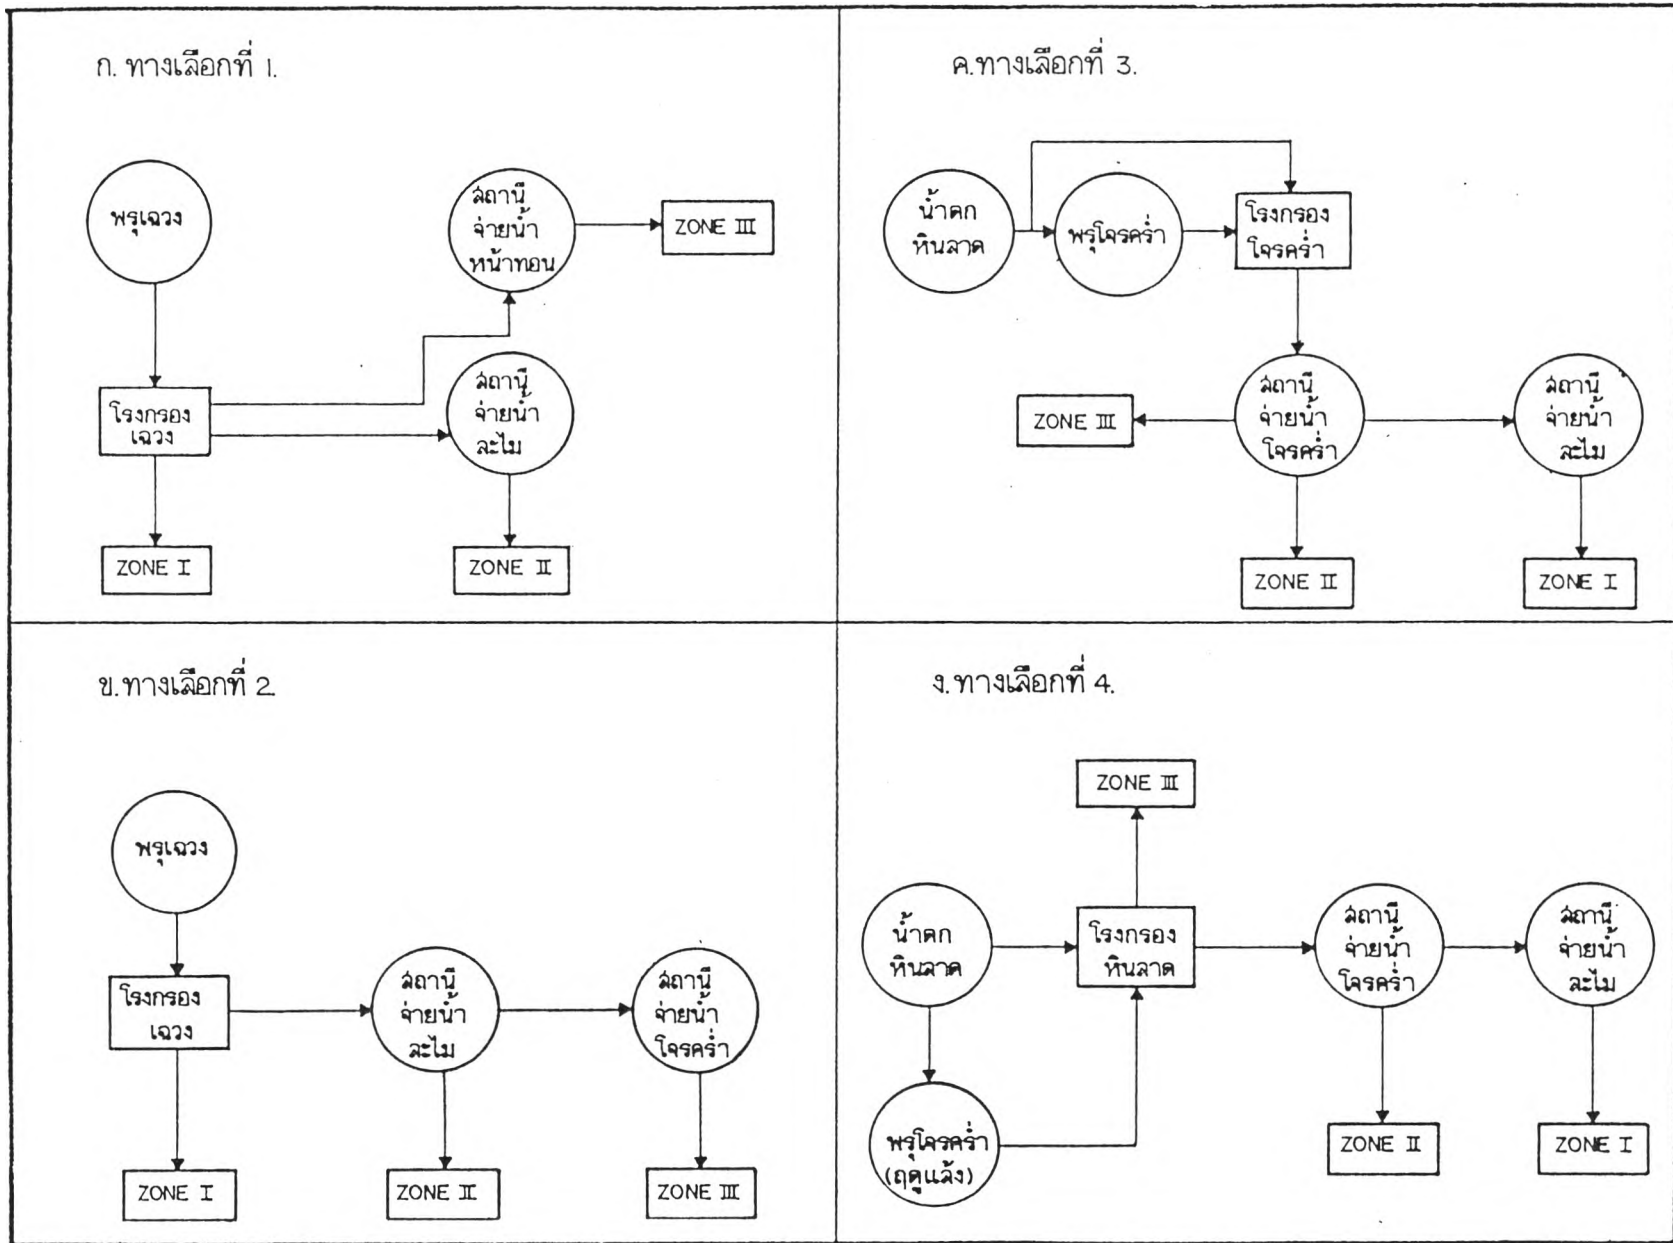 ก. ทางเลือกที่ 1.
พรุเฉวง
สถานี
จ่ายน้ำ
หน้าทอน
ZONE III
โรงกรอง
เฉวง
สถานี
จ่ายน้ำ
ละไม
ZONE I
ZONE II
ค.ทางเลือกที่ 3.
น้ำตก
หินลาด
พรุโจรคร่ำ
โรงกรอง
โจรคร่ำ
ZONE III
สถานี
จ่ายน้ำ
โจรคร่ำ
สถานี
จ่ายน้ำ
ละไม
ZONE II
ZONE I
ข.ทางเลือกที่ 2
พรุเฉวง
โรงกรอง
เฉวง
สถานี
จ่ายน้ำ
ละไม
สถานี
จ่ายน้ำ
โจรคร่ำ
ZONE I
ZONE II
ZONE III
ง.ทางเลือกที่ 4.
ZONE III
น้ำตก
หินลาด
โรงกรอง
หินลาด
สถานี
จ่ายน้ำ
โจรคร่ำ
สถานี
จ่ายน้ำ
ละไม
พรุโจรคร่ำ
(ฤดูแล้ง)
ZONE II
ZONE I